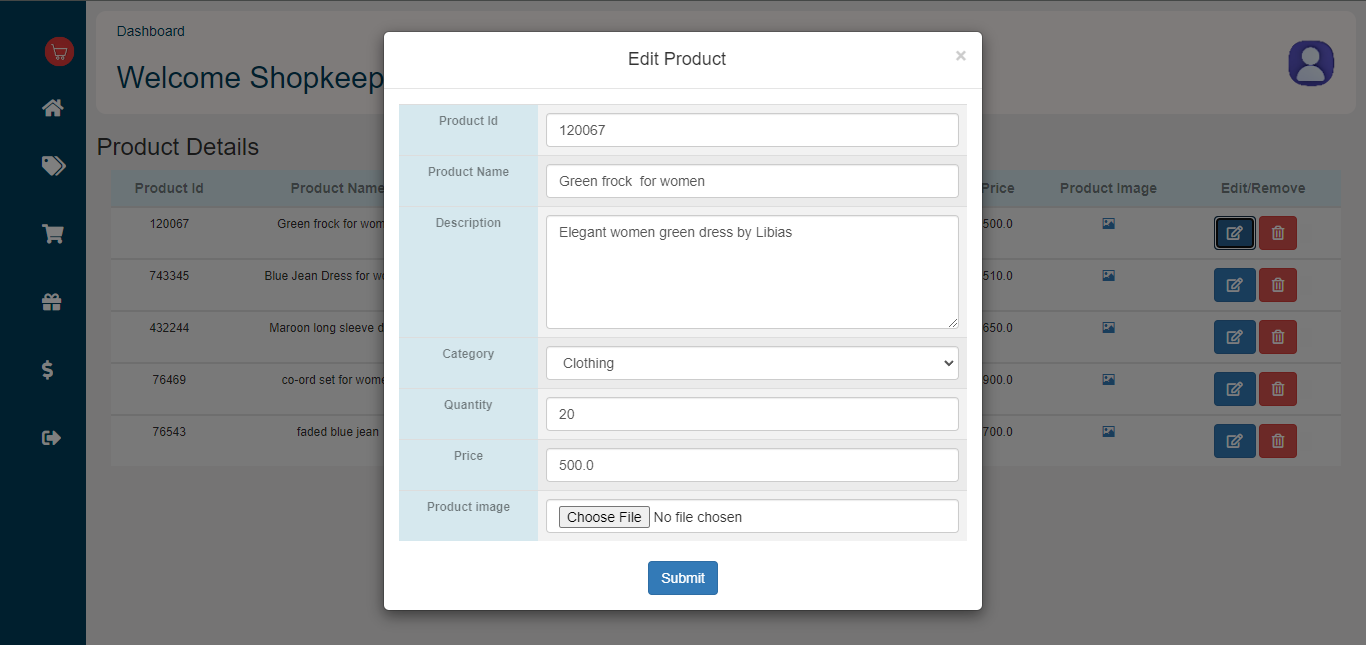 Dashboard
Welcome Shopkeep
Product Details
Product Id Product Name Price Product Image Edit/Remove
120067 Green frock for wom 500.0
743345 Blue Jean Dress for w 510.0
432244 Maroon long sleeve d 650.0
76469 co-ord set for wome 900.0
76543 faded blue jean 700.0
Edit Product ×
Product Id 120067
Product Name Green frock  for women
Description Elegant women green dress by Libias
Category Clothing
Quantity 20
Price 500.0
Product image Choose File No file chosen
Submit